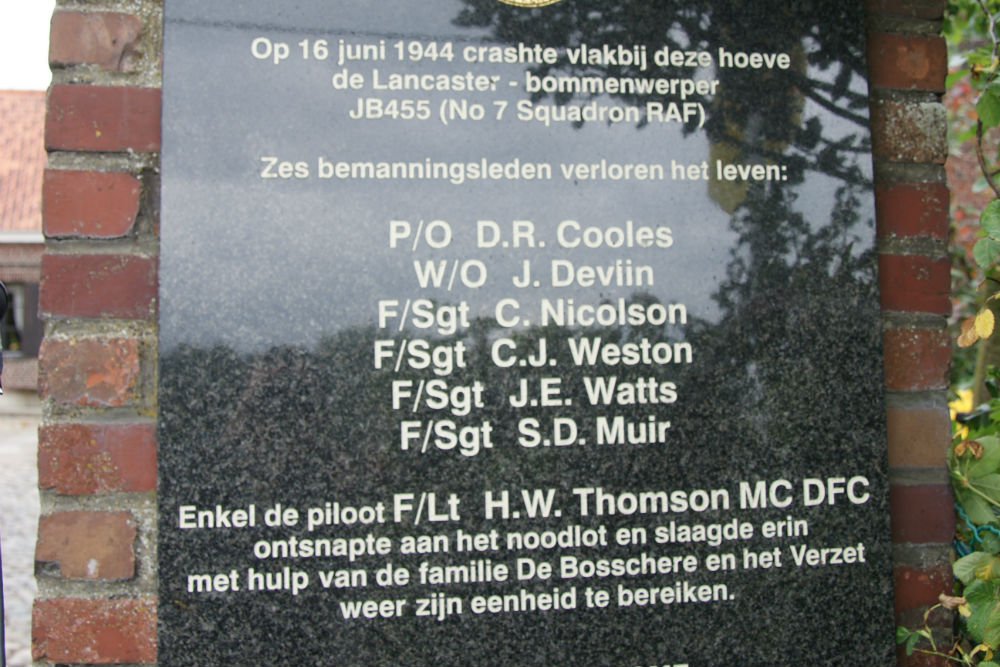 Op 16 juni 1944 crashte vlakbij deze hoeve
de Lancaster - bommenwerper
JB455 (No 7 Squadron RAF)
Zes bemanningsleden verloren het leven:
P/O D.R. Cooles
W/O J. Devlin
F/Sgt C. Nicolson
F/Sgt C.J. Weston
F/Sgt J.E. Watts
F/Sgt S.D. Muir
Enkel de piloot F/Lt H.W. Thomson MC DFC
ontsnapte aan het noodlot en slaagde erin
met hulp van de familie De Bosschere en het Verzet
weer zijn eenheid te bereiken.